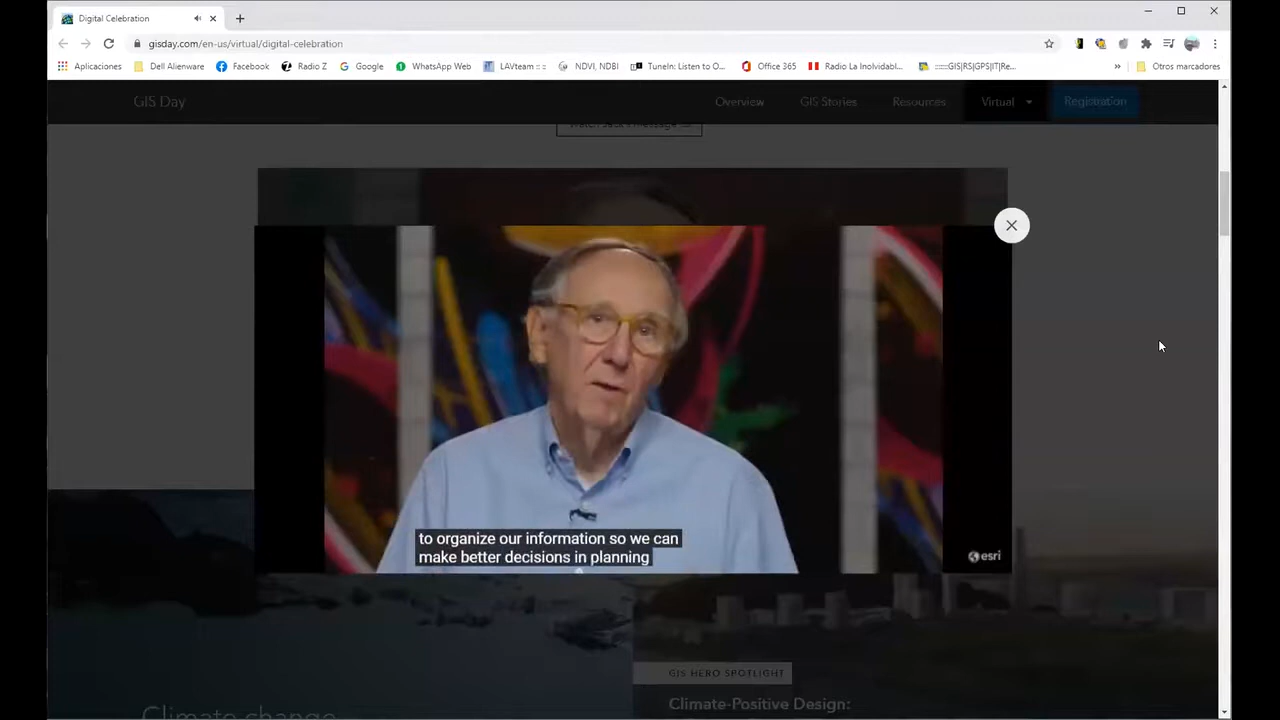 Digital Celebration
gisday.com/en-us/virtual/digital-celebration
Aplicaciones
Dell Alienware
Facebook
Radio Z
Google
WhatsApp Web
LAVteam :::
NDVI, NDBI
TuneIn: Listen to O...
Office 365
Radio La Inolvidabl...
::::::GIS|RS|GPS|IT|Re...
»
Otros marcadores
GIS Day
Overview
GIS Stories
Resources
Virtual
Registration
to organize our information so we can
make better decisions in planning
esri
GIS HERO SPOTLIGHT
Climate change
Climate-Positive Design: